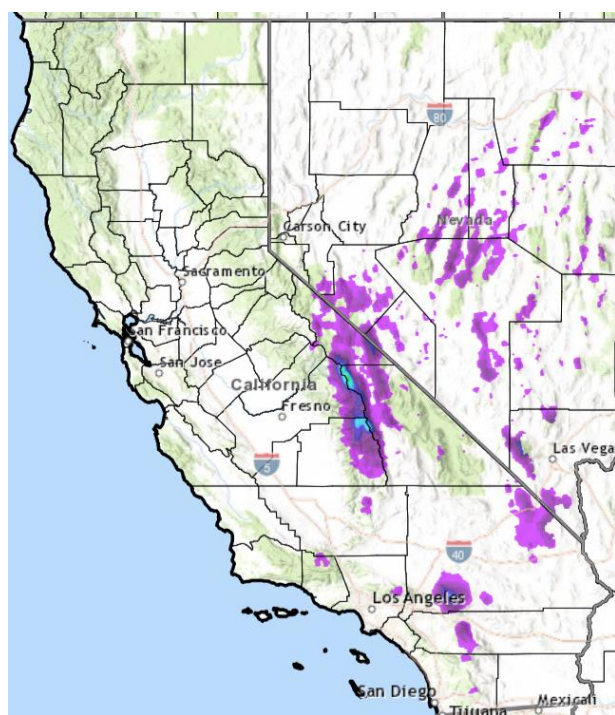 80
Carson City
Nevada
Sacramento
San Francisco
San Jose
California
Fresno
5
Las Vega
40
Los Angeles
San Diego
Tijuana
Mexicali